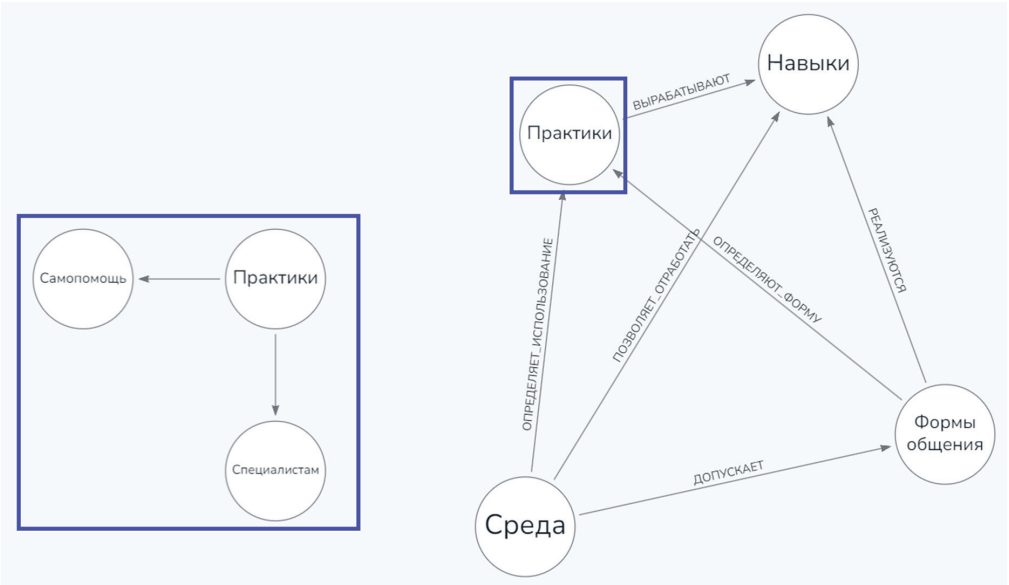 Самопомощь
Практики
Специалистам
Навыки
ВЫРАБАТЫВАЮТ
Практики
ОПРЕДЕЛЯЕТ_ИСПОЛЬЗОВАНИЕ
ПОЗВОЛЯЕТ_ОТРАБОТАТЬ
ОПРЕДЕЛЯЮТ_ФОРМУ
РЕАЛИЗУЮТСЯ
Формы
общения
ДОПУСКАЕТ
Среда